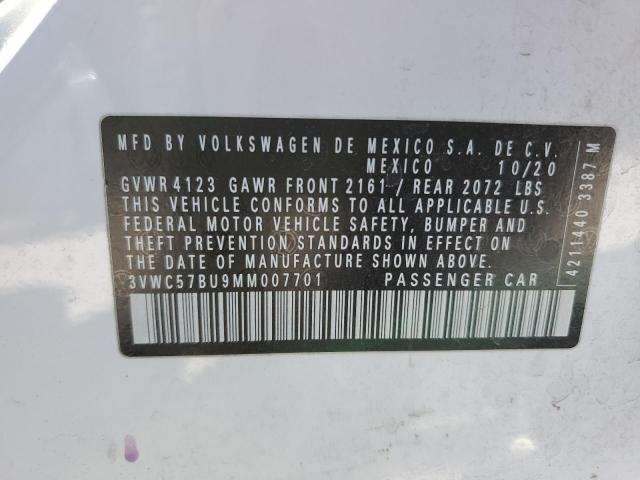 MFD BY VOLKSWAGEN DE MEXICO S.A. DE C.V.
MEXICO 10/20
GVWR 4123 GAWR FRONT 2161 / REAR 2072 LBS
THIS VEHICLE CONFORMS TO ALL APPLICABLE U.S.
FEDERAL MOTOR VEHICLE SAFETY, BUMPER AND
THEFT PREVENTION STANDARDS IN EFFECT ON
THE DATE OF MANUFACTURE SHOWN ABOVE.
3VWC57BU9MM007701 PASSENGER CAR
4211440 3387 M